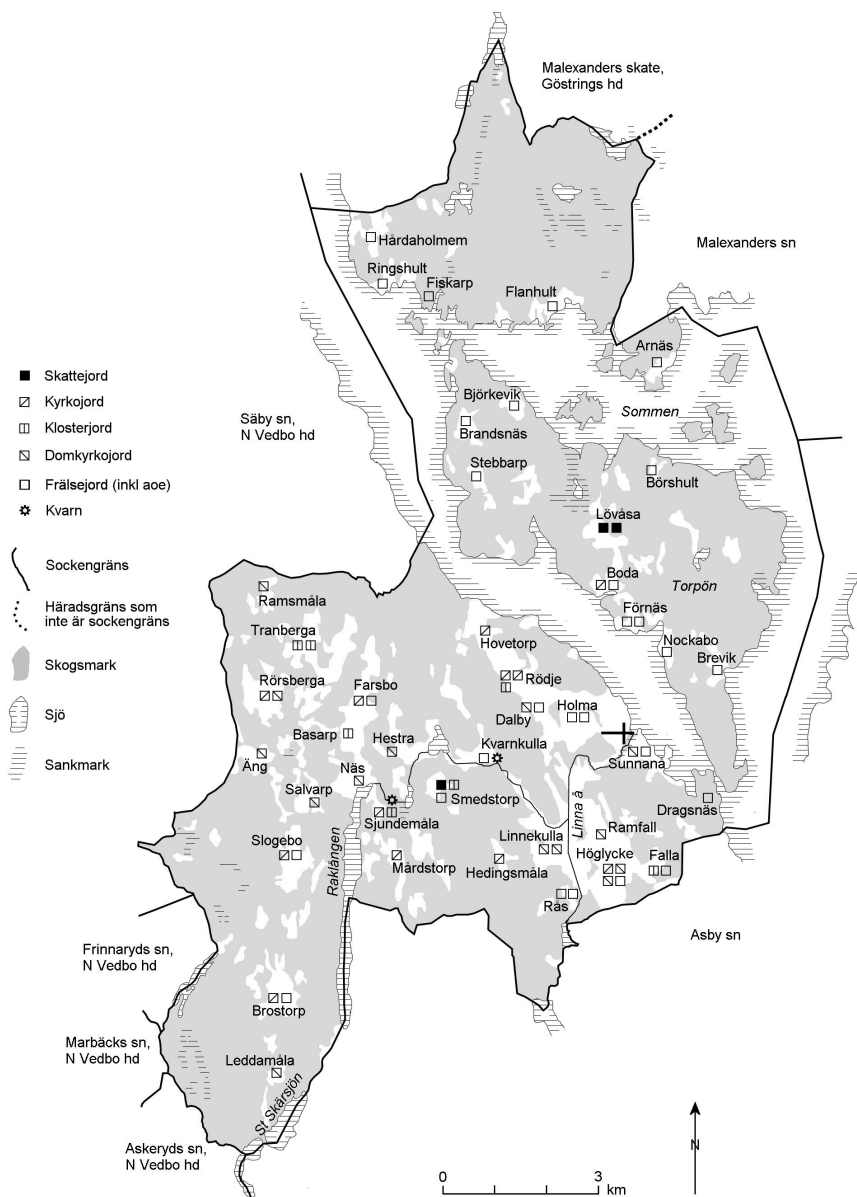 Malexanders skate,
Göstrings hd
Malexanders sn
Hårdaholmem
Ringshult
Fiskarp
Flanhult
Arnäs
Sommen
Björkevik
Brandsnäs
Stebbarp
Säby sn,
N Vedbo hd
Börshult
Lövåsa
Boda
Torpön
Förnäs
Nockabo
Brevik
Skattejord
Kyrkojord
Klosterjord
Domkyrkojord
Frälsejord (inkl aoe)
Kvarn
Sockengräns
Häradsgräns som
inte är sockengräns
Skogsmark
Sjö
Sankmark
Ramsmåla
Tranberga
Hovetorp
Rörsberga
Farsbo
Rödje
Dalby
Holma
Basarp
Hestra
Kvarnkulla
Sunnanå
Äng
Näs
Salvarp
Smedstorp
Dragsnäs
Sjundemåla
Linnekulla
Linna å
Ramfall
Slogebo
Raklången
Mårdstorp
Hedingsmåla
Höglycke
Falla
Rås
Asby sn
Frinnaryds sn,
N Vedbo hd
Brostorp
Marbäcks sn,
N Vedbo hd
Leddamåla
St Skärsjön
Askeryds sn,
N Vedbo hd
N
0 3
km